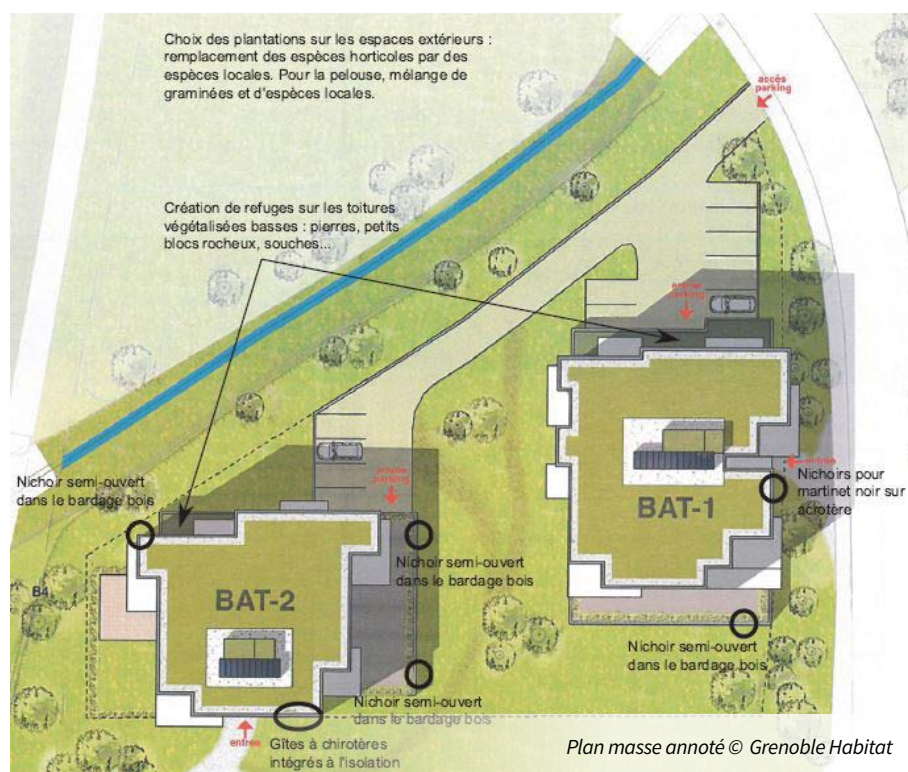 Choix des plantations sur les espaces extérieurs :
remplacement des espèces horticoles par des
espèces locales. Pour la pelouse, mélange de
graminées et d'espèces locales.
accès
parking
Création de refuges sur les toitures
végétalisées basses : pierres, petits
blocs rocheux, souches...
entrée
parking
entrée
Nichoirs pour
martinet noir sur
acrotère
BAT-1
Nichoir semi-ouvert
dans le bardage bois
entrée
parking
Nichoir semi-ouvert
dans le bardage bois
B4
BAT-2
Nichoir semi-ouvert
dans le bardage bois
Nichoir semi-ouvert
dans le bardage bois
entrée
Gîtes à chirotères
intégrés à l'isolation
Plan masse annoté © Grenoble Habitat